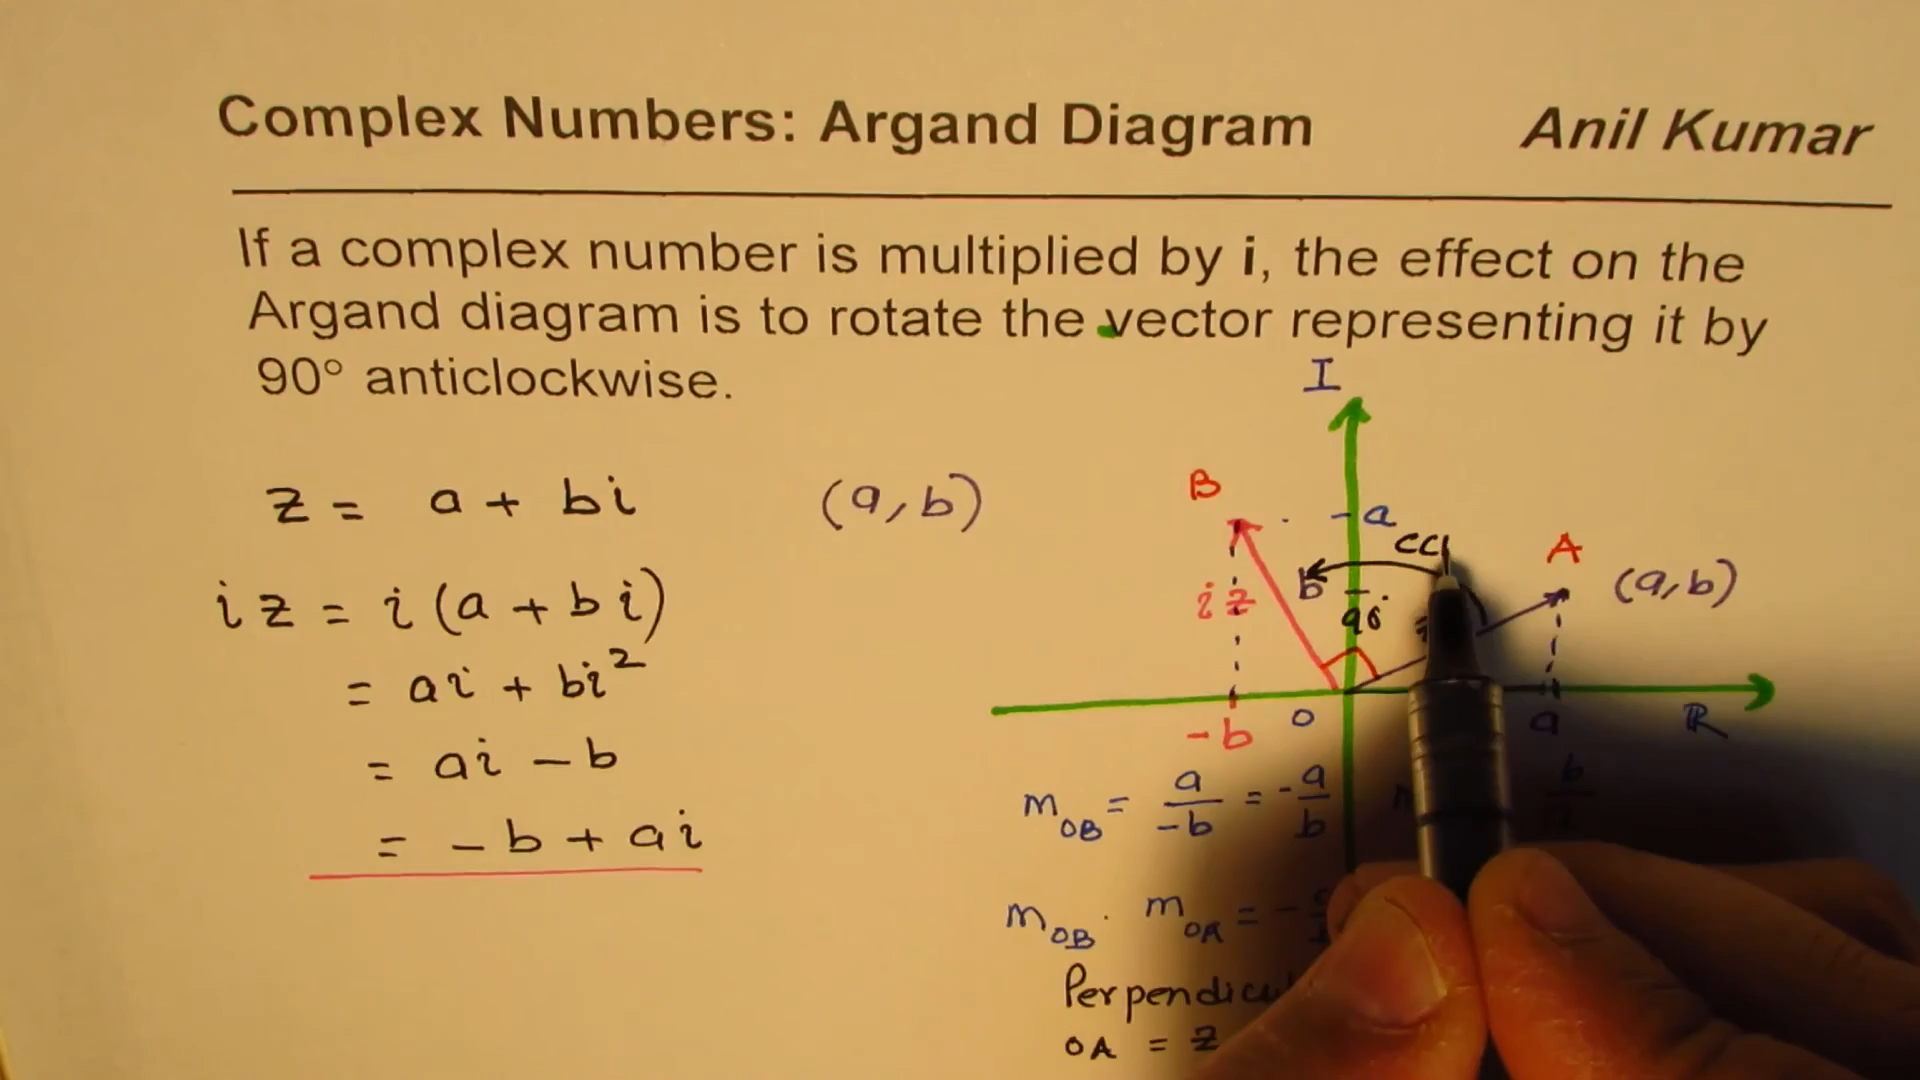 Complex Numbers: Argand Diagram Anil Kumar
If a complex number is multiplied by i, the effect on the
Argand diagram is to rotate the vector representing it by
90° anticlockwise.
I
z = a + bi (a,b)
iz = i(a + bi)
= ai + bi²
= ai - b
= -b + ai
B
a
CC
A
(a,b)
b
iz
90°
-b
0
a
R
m_OB = a/-b = -a/b
m_OB · m_OA = -
OA = z